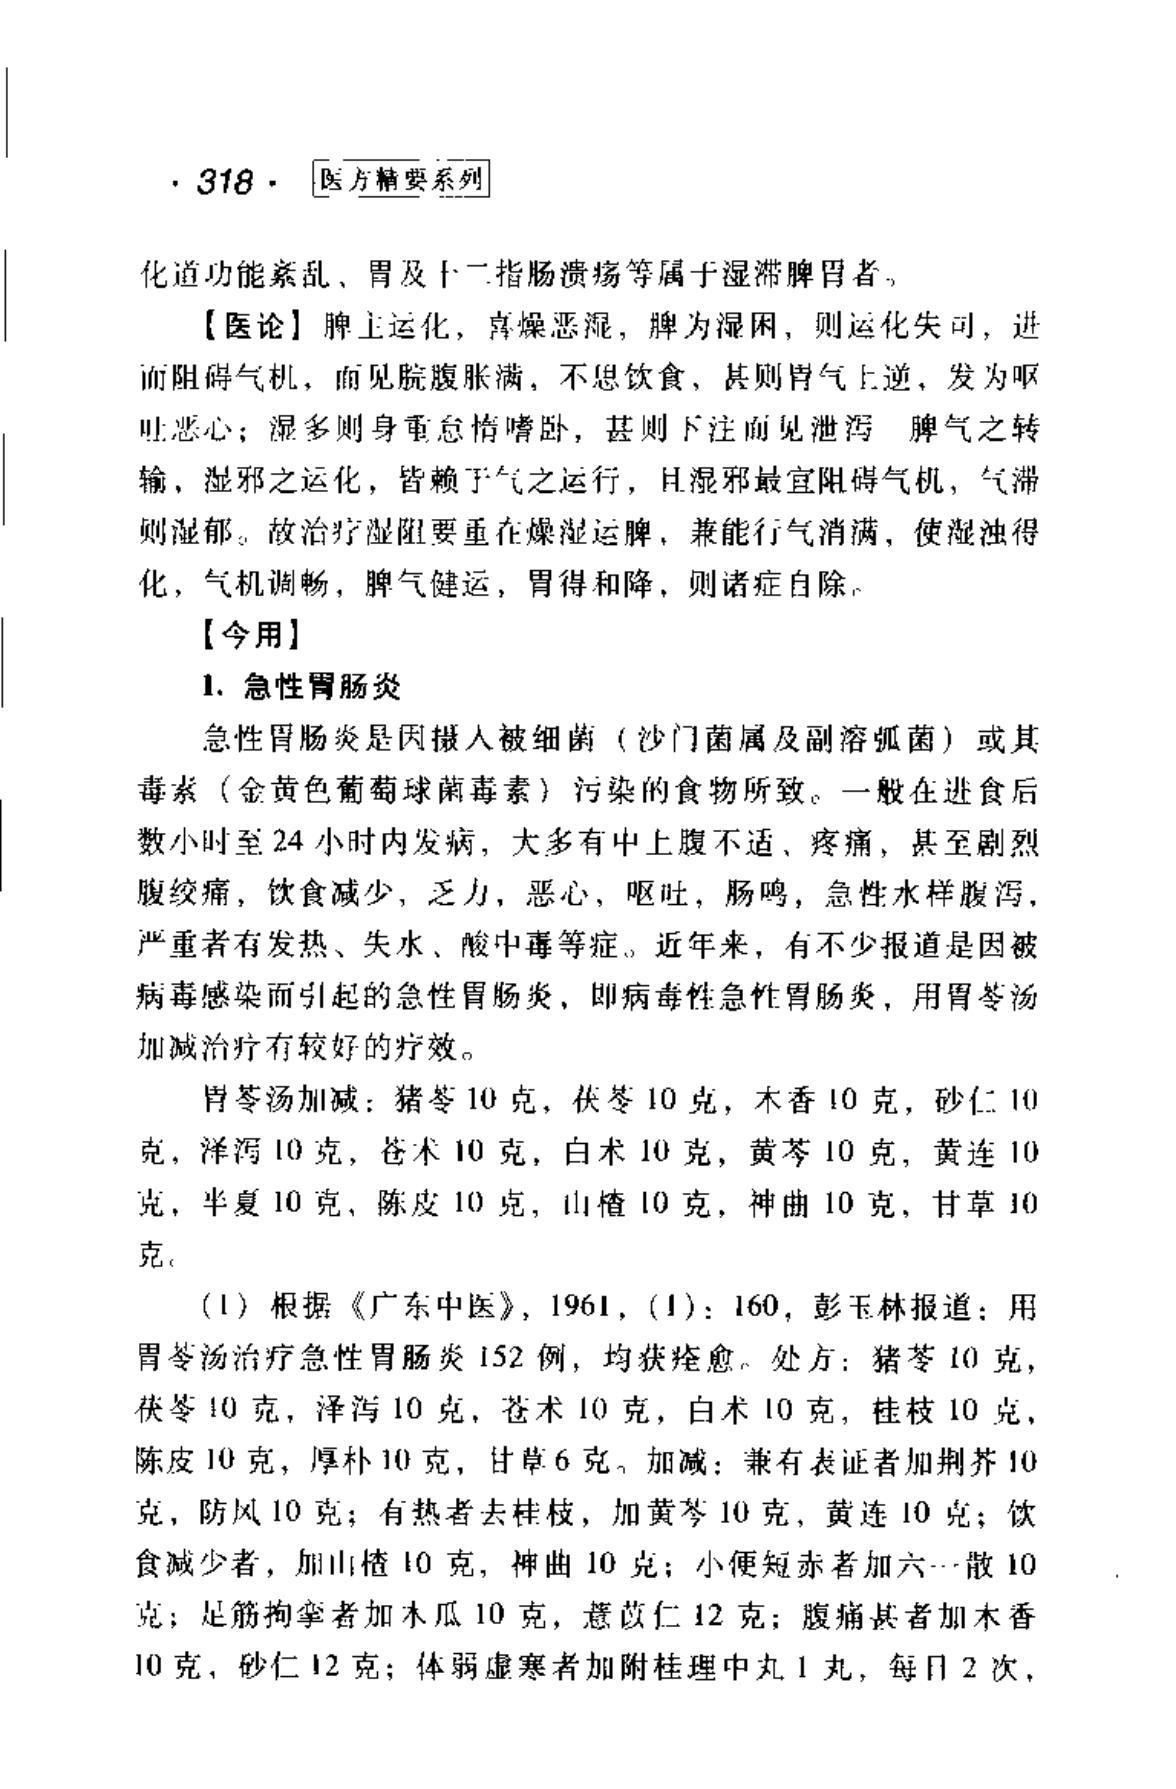 · 318 · 医方精要系列
化道功能紊乱、胃及十二指肠溃疡等属于湿滞脾胃者。
【医论】脾主运化，喜燥恶湿，脾为湿困，则运化失司，进
而阻碍气机，而见脘腹胀满，不思饮食，甚则胃气上逆，发为呕
吐恶心；湿多则身重怠惰嗜卧，甚则下注而见泄泻 脾气之转
输，湿邪之运化，皆赖于气之运行，且湿邪最宜阻碍气机，气滞
则湿郁。故治疗湿阻要重在燥湿运脾，兼能行气消满，使湿浊得
化，气机调畅，脾气健运，胃得和降，则诸症自除。
【今用】
1. 急性胃肠炎
急性胃肠炎是因摄入被细菌（沙门菌属及副溶弧菌）或其
毒素（金黄色葡萄球菌毒素）污染的食物所致。一般在进食后
数小时至 24 小时内发病，大多有中上腹不适、疼痛，甚至剧烈
腹绞痛，饮食减少，乏力，恶心，呕吐，肠鸣，急性水样腹泻，
严重者有发热、失水、酸中毒等症。近年来，有不少报道是因被
病毒感染而引起的急性胃肠炎，即病毒性急性胃肠炎，用胃苓汤
加减治疗有较好的疗效。
胃苓汤加减：猪苓 10 克，茯苓 10 克，木香 10 克，砂仁 10
克，泽泻 10 克，苍术 10 克，白术 10 克，黄芩 10 克，黄连 10
克，半夏 10 克，陈皮 10 克，山楂 10 克，神曲 10 克，甘草 10
克。
（1）根据《广东中医》，1961，（1）：160，彭玉林报道：用
胃苓汤治疗急性胃肠炎 152 例，均获痊愈。处方：猪苓 10 克，
茯苓 10 克，泽泻 10 克，苍术 10 克，白术 10 克，桂枝 10 克，
陈皮 10 克，厚朴 10 克，甘草 6 克。加减：兼有表证者加荆芥 10
克，防风 10 克；有热者去桂枝，加黄芩 10 克，黄连 10 克；饮
食减少者，加山楂 10 克，神曲 10 克；小便短赤者加六一散 10
克；足筋拘挛者加木瓜 10 克，薏苡仁 12 克；腹痛甚者加木香
10 克，砂仁 12 克；体弱虚寒者加附桂理中丸 1 丸，每日 2 次，